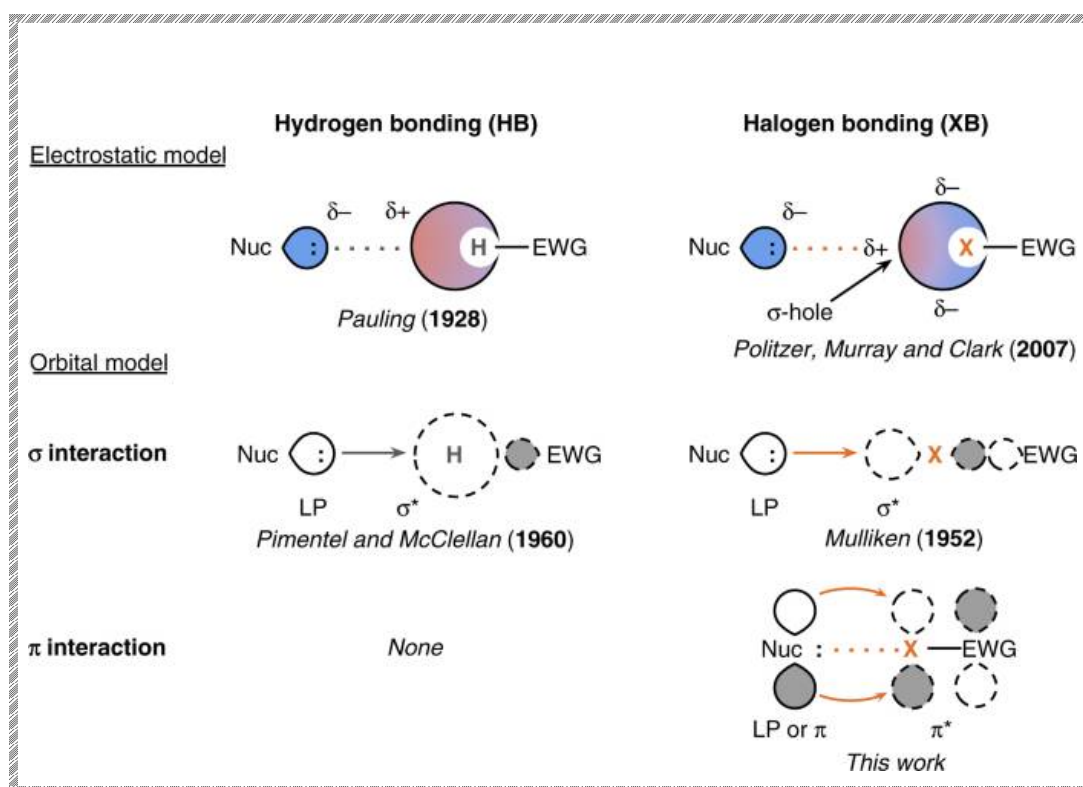 Hydrogen bonding (HB)
Halogen bonding (XB)
Electrostatic model
Nuc : δ− δ+ H EWG
Pauling (1928)
Nuc : δ− δ+ δ− X EWG δ−
σ-hole
Politzer, Murray and Clark (2007)
Orbital model
σ interaction
Nuc : H EWG
LP σ*
Pimentel and McClellan (1960)
Nuc : X EWG
LP σ*
Mulliken (1952)
π interaction
None
Nuc : X EWG
LP or π π*
This work